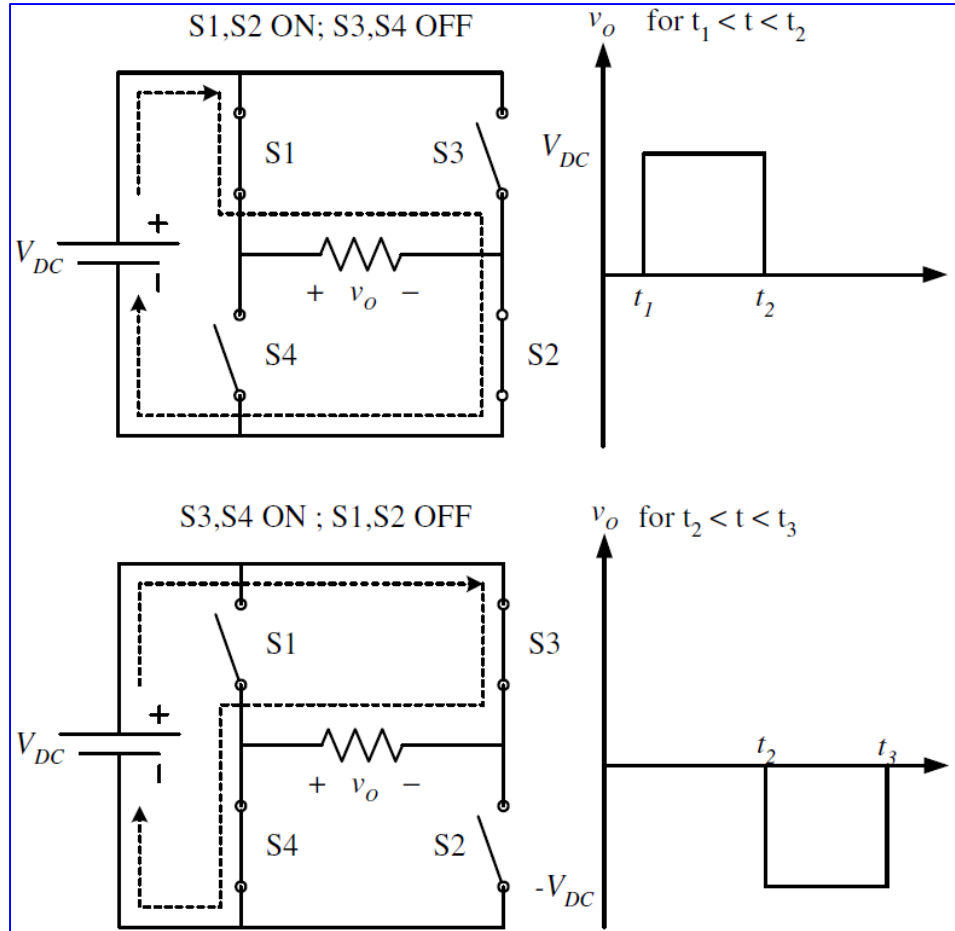 S1,S2 ON; S3,S4 OFF
v_o for t_1 < t < t_2
S1
S3
V_DC
V_DC
+
–
+ v_o −
t_1
t_2
S4
S2
S3,S4 ON ; S1,S2 OFF
v_o for t_2 < t < t_3
S1
S3
V_DC
+
–
+ v_o −
t_2
t_3
S4
S2
-V_DC